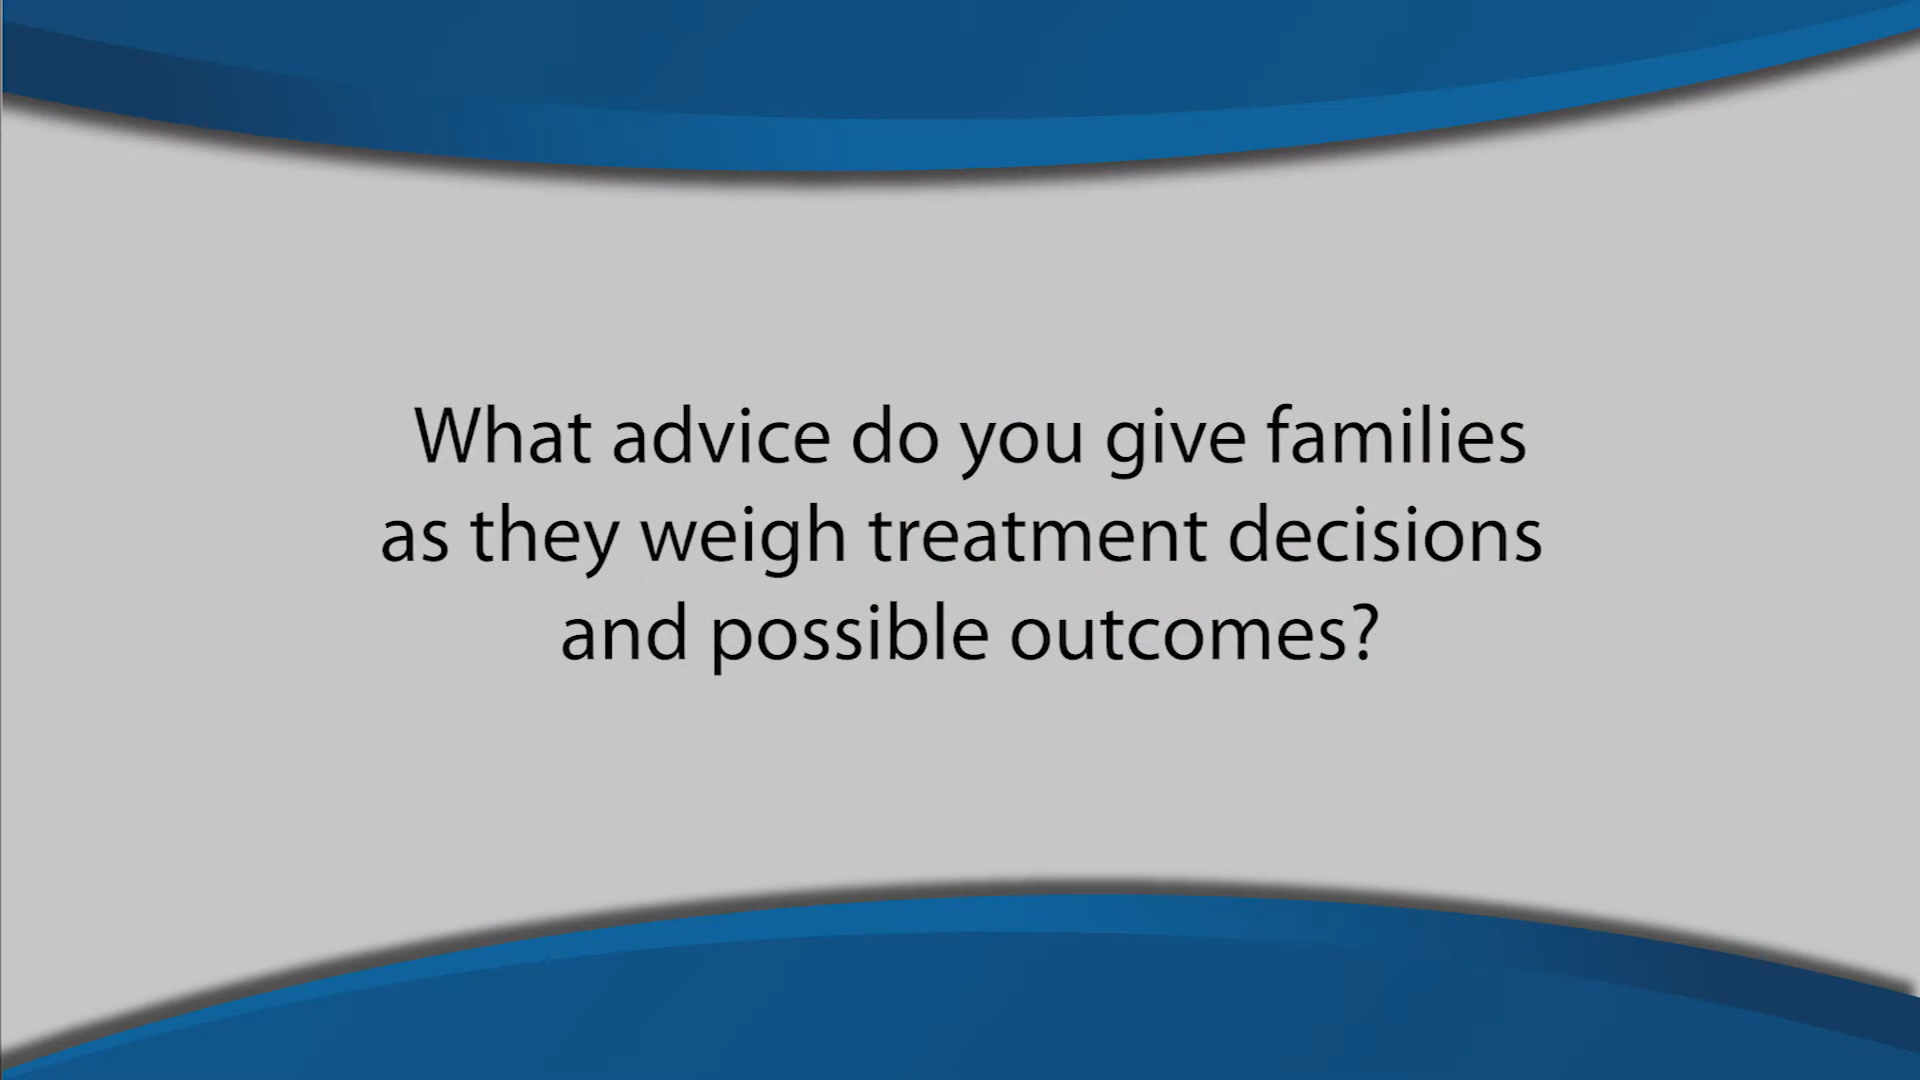 What advice do you give families
as they weigh treatment decisions
and possible outcomes?